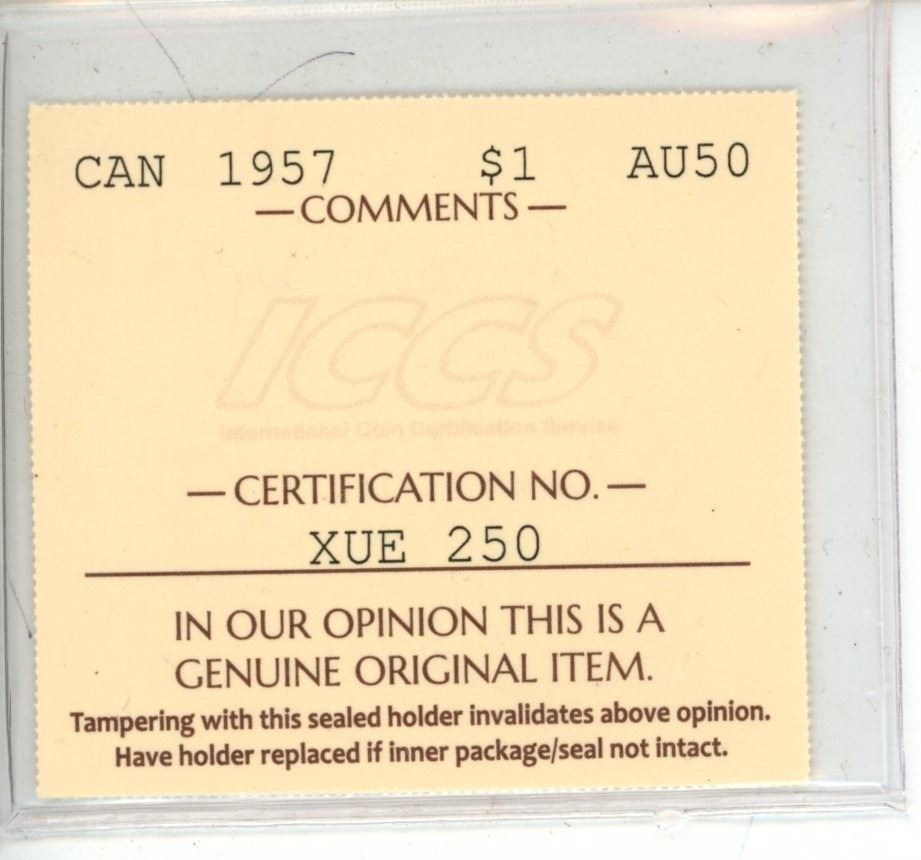 CAN 1957 $1 AU50
— COMMENTS —
ICCS
International Coin Certification Service
— CERTIFICATION NO. —
XUE 250
IN OUR OPINION THIS IS A
GENUINE ORIGINAL ITEM.
Tampering with this sealed holder invalidates above opinion.
Have holder replaced if inner package/seal not intact.